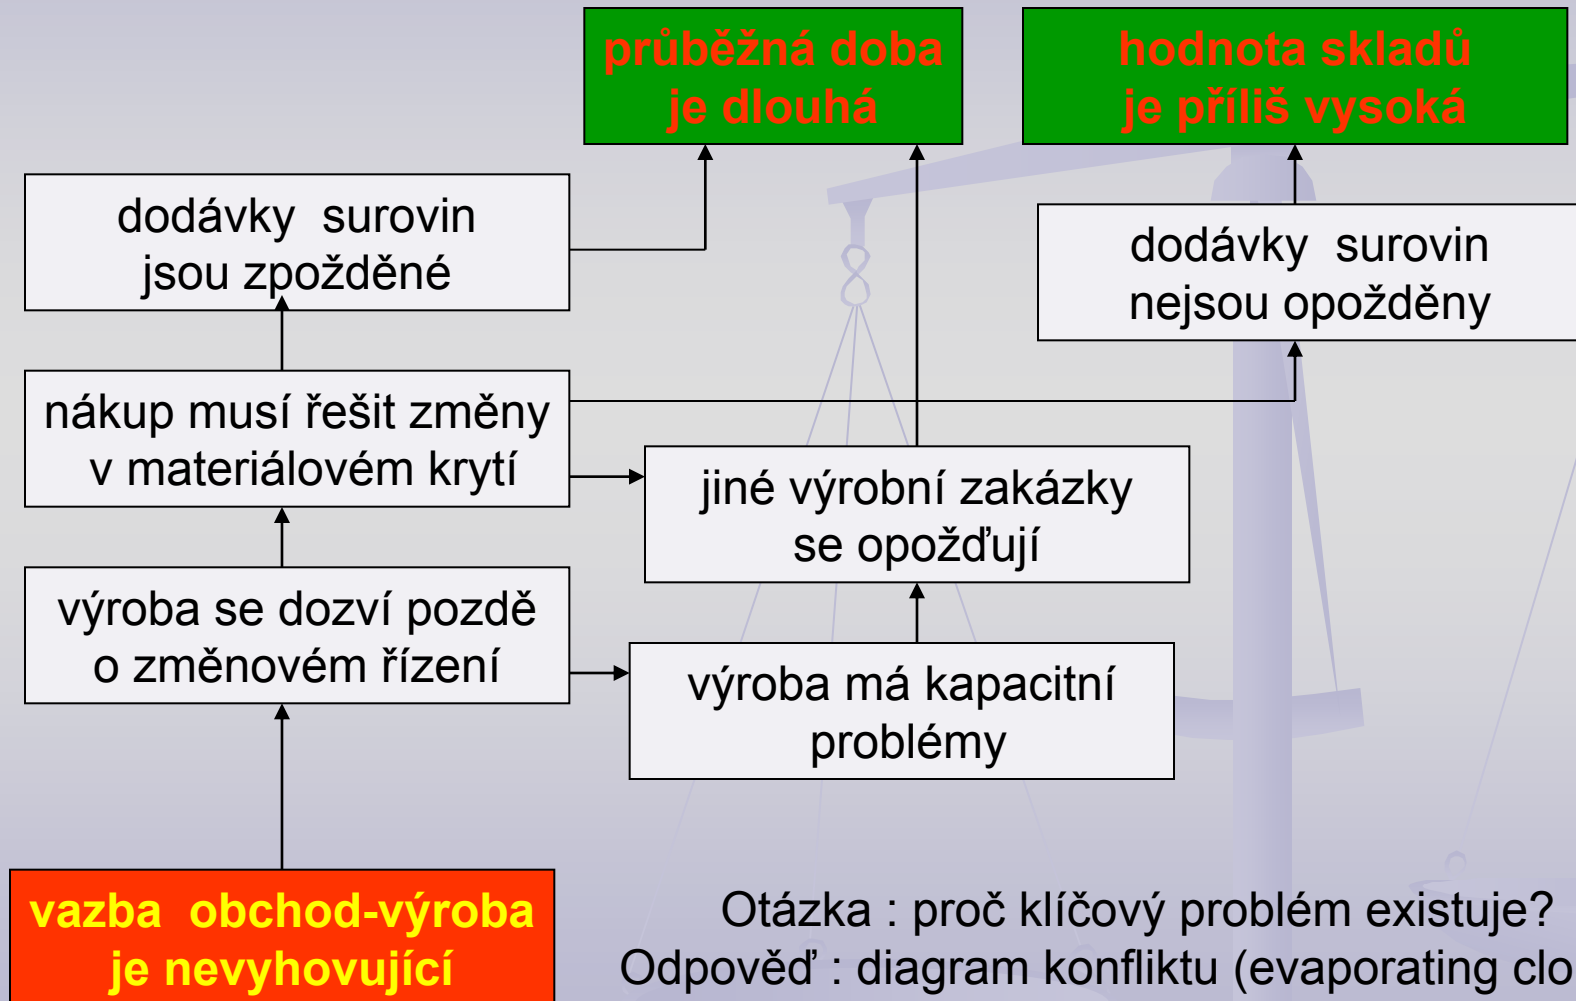 průběžná doba
je dlouhá
hodnota skladů
je příliš vysoká
dodávky surovin
jsou zpožděné
dodávky surovin
nejsou opožděny
nákup musí řešit změny
v materiálovém krytí
jiné výrobní zakázky
se opožďují
výroba se dozví pozdě
o změnovém řízení
výroba má kapacitní
problémy
vazba obchod-výroba
je nevyhovující
Otázka : proč klíčový problém existuje?
Odpověď : diagram konfliktu (evaporating clo